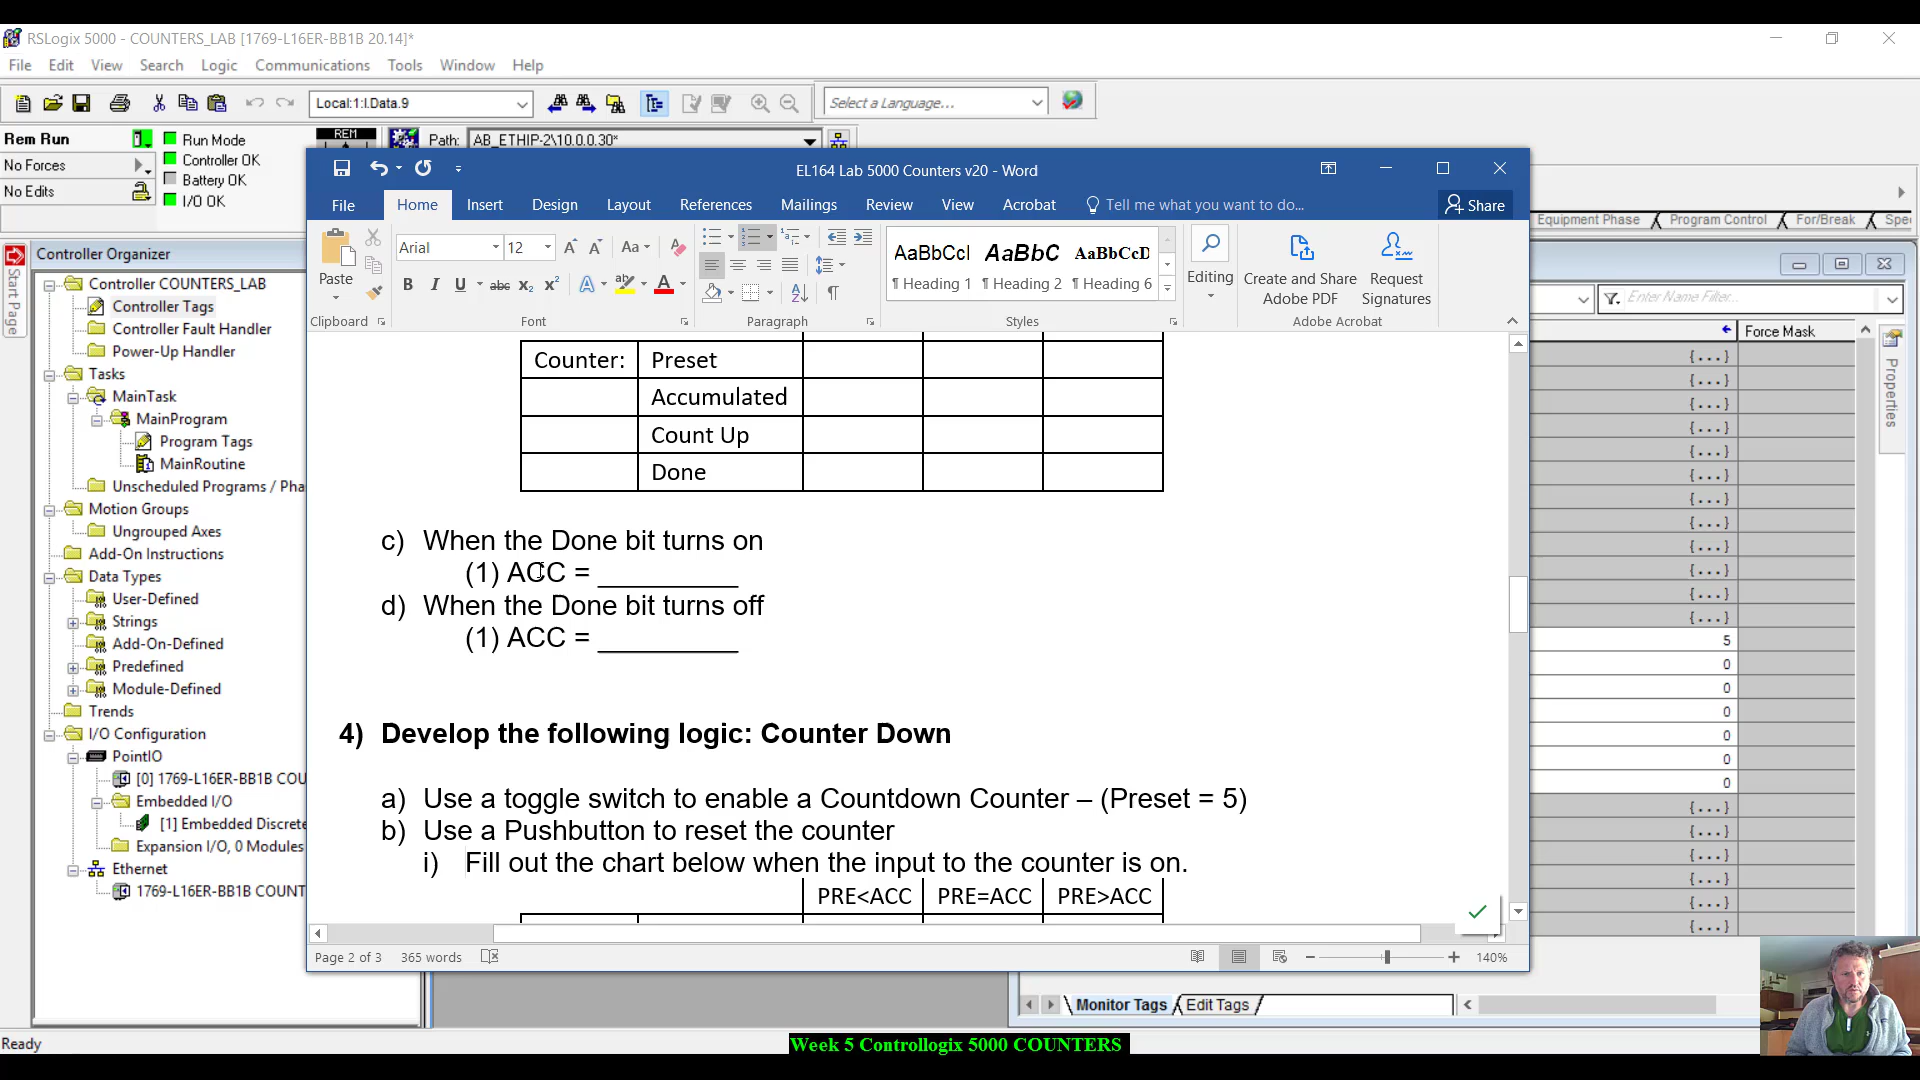 RSLogix 5000 - COUNTERS_LAB [1769-L16ER-BB1B 20.14]*
File Edit View Search Logic Communications Tools Window Help
Local:1:I.Data.9
Select a Language...
Rem Run
No Forces
No Edits
Run Mode
Controller OK
Battery OK
I/O OK
REM
Path: AB_ETHIP-2\10.0.0.30*
Equipment Phase Program Control For/Break
Controller Organizer
Start Page
Controller COUNTERS_LAB
Controller Tags
Controller Fault Handler
Power-Up Handler
Tasks
MainTask
MainProgram
Program Tags
MainRoutine
Unscheduled Programs / Pha
Motion Groups
Ungrouped Axes
Add-On Instructions
Data Types
User-Defined
Strings
Add-On-Defined
Predefined
Module-Defined
Trends
I/O Configuration
PointIO
[0] 1769-L16ER-BB1B COU
Embedded I/O
[1] Embedded Discrete
Expansion I/O, 0 Modules
Ethernet
1769-L16ER-BB1B COUNT
Ready
EL164 Lab 5000 Counters v20 - Word
File Home Insert Design Layout References Mailings Review View Acrobat Tell me what you want to do... Share
Paste
Clipboard
Arial 12
Font
Paragraph
AaBbCcI AaBbC AaBbCcD
¶ Heading 1 ¶ Heading 2 ¶ Heading 6
Styles
Editing
Create and Share
Adobe PDF
Request
Signatures
Adobe Acrobat
Counter: Preset
Accumulated
Count Up
Done
c) When the Done bit turns on
(1) ACC = __________
d) When the Done bit turns off
(1) ACC = __________
4) Develop the following logic: Counter Down
a) Use a toggle switch to enable a Countdown Counter – (Preset = 5)
b) Use a Pushbutton to reset the counter
i) Fill out the chart below when the input to the counter is on.
PRE<ACC PRE=ACC PRE>ACC
Page 2 of 3 365 words
140%
Enter Name Filter...
Force Mask
Properties
{...}
{...}
{...}
{...}
{...}
{...}
{...}
{...}
{...}
{...}
{...}
{...}
5
0
0
0
0
0
0
{...}
{...}
{...}
{...}
{...}
{...}
Monitor Tags Edit Tags
Week 5 Controllogix 5000 COUNTERS